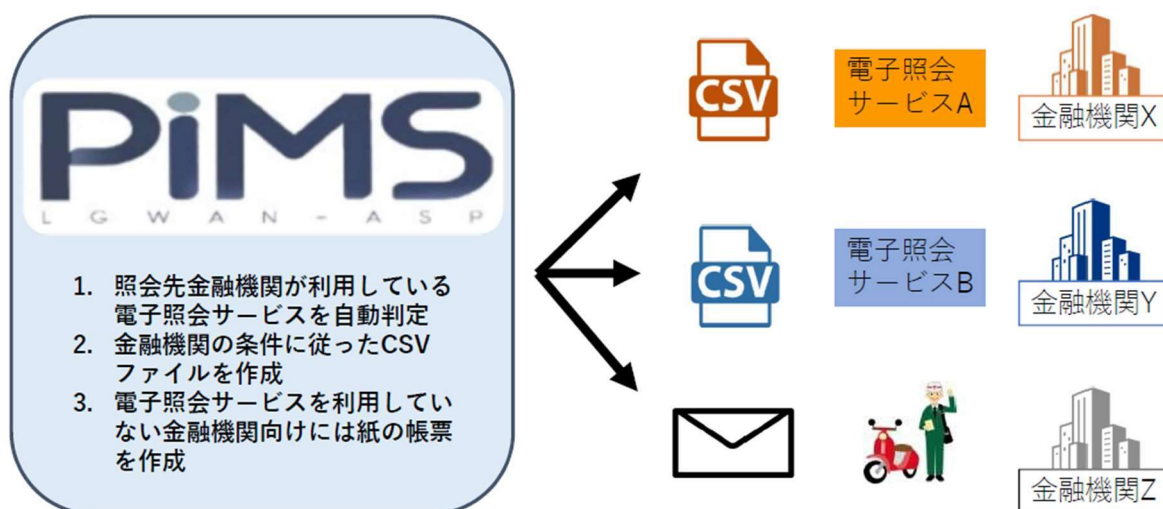 PiMS
LGWAN-ASP
1. 照会先金融機関が利用している
電子照会サービスを自動判定
2. 金融機関の条件に従ったCSV
ファイルを作成
3. 電子照会サービスを利用してい
ない金融機関向けには紙の帳票
を作成
CSV
電子照会
サービスA
金融機関X
CSV
電子照会
サービスB
金融機関Y
金融機関Z